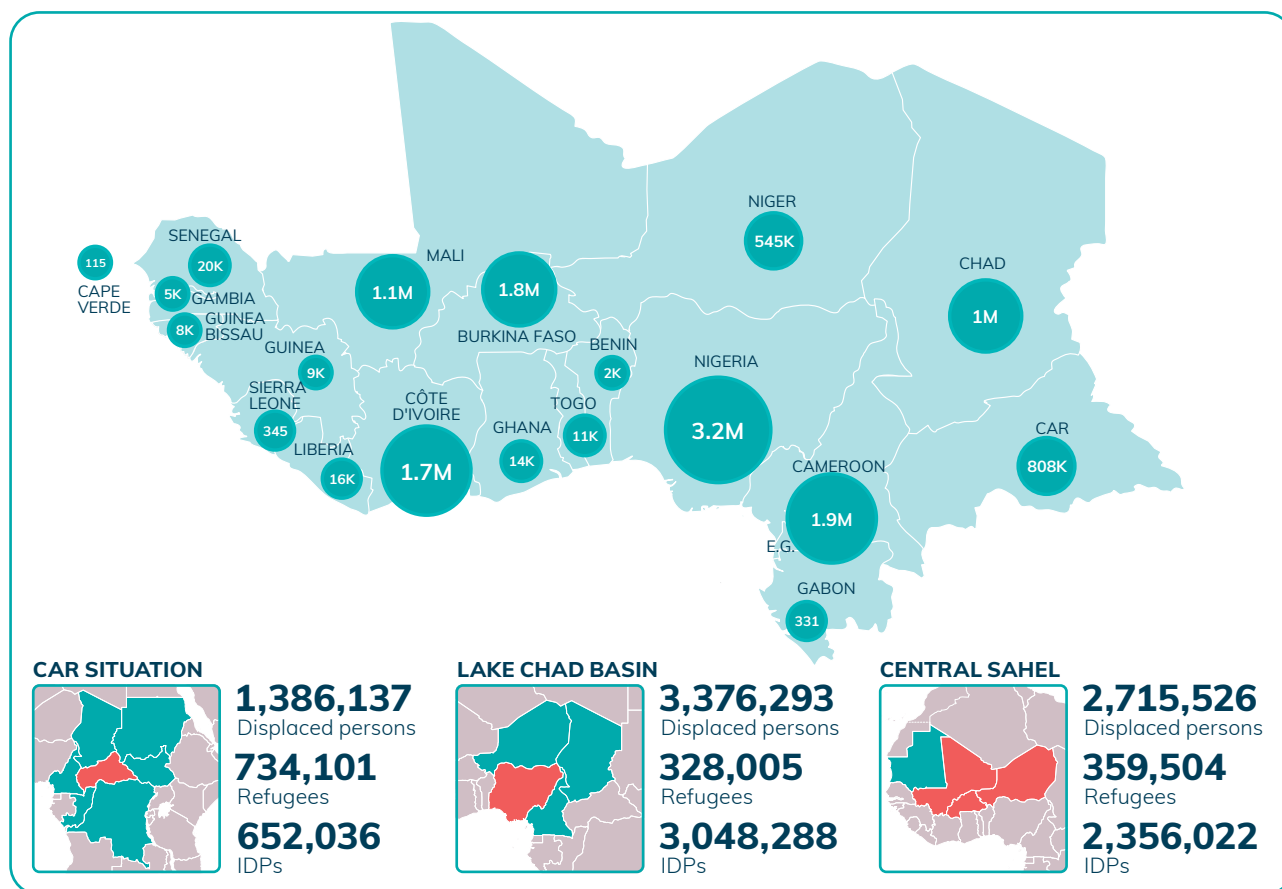 NIGER
545K
SENEGAL
20K
MALI
1.1M
1.8M
BURKINA FASO
CHAD
1M
115
CAPE
VERDE
5K
GAMBIA
8K
GUINEA
BISSAU
GUINEA
9K
BENIN
2K
NIGERIA
3.2M
SIERRA
LEONE
345
CÔTE
D'IVOIRE
1.7M
TOGO
11K
GHANA
14K
LIBERIA
16K
CAR
808K
CAMEROON
1.9M
E.G.
GABON
331
CAR SITUATION
1,386,137
Displaced persons
734,101
Refugees
652,036
IDPs
LAKE CHAD BASIN
3,376,293
Displaced persons
328,005
Refugees
3,048,288
IDPs
CENTRAL SAHEL
2,715,526
Displaced persons
359,504
Refugees
2,356,022
IDPs